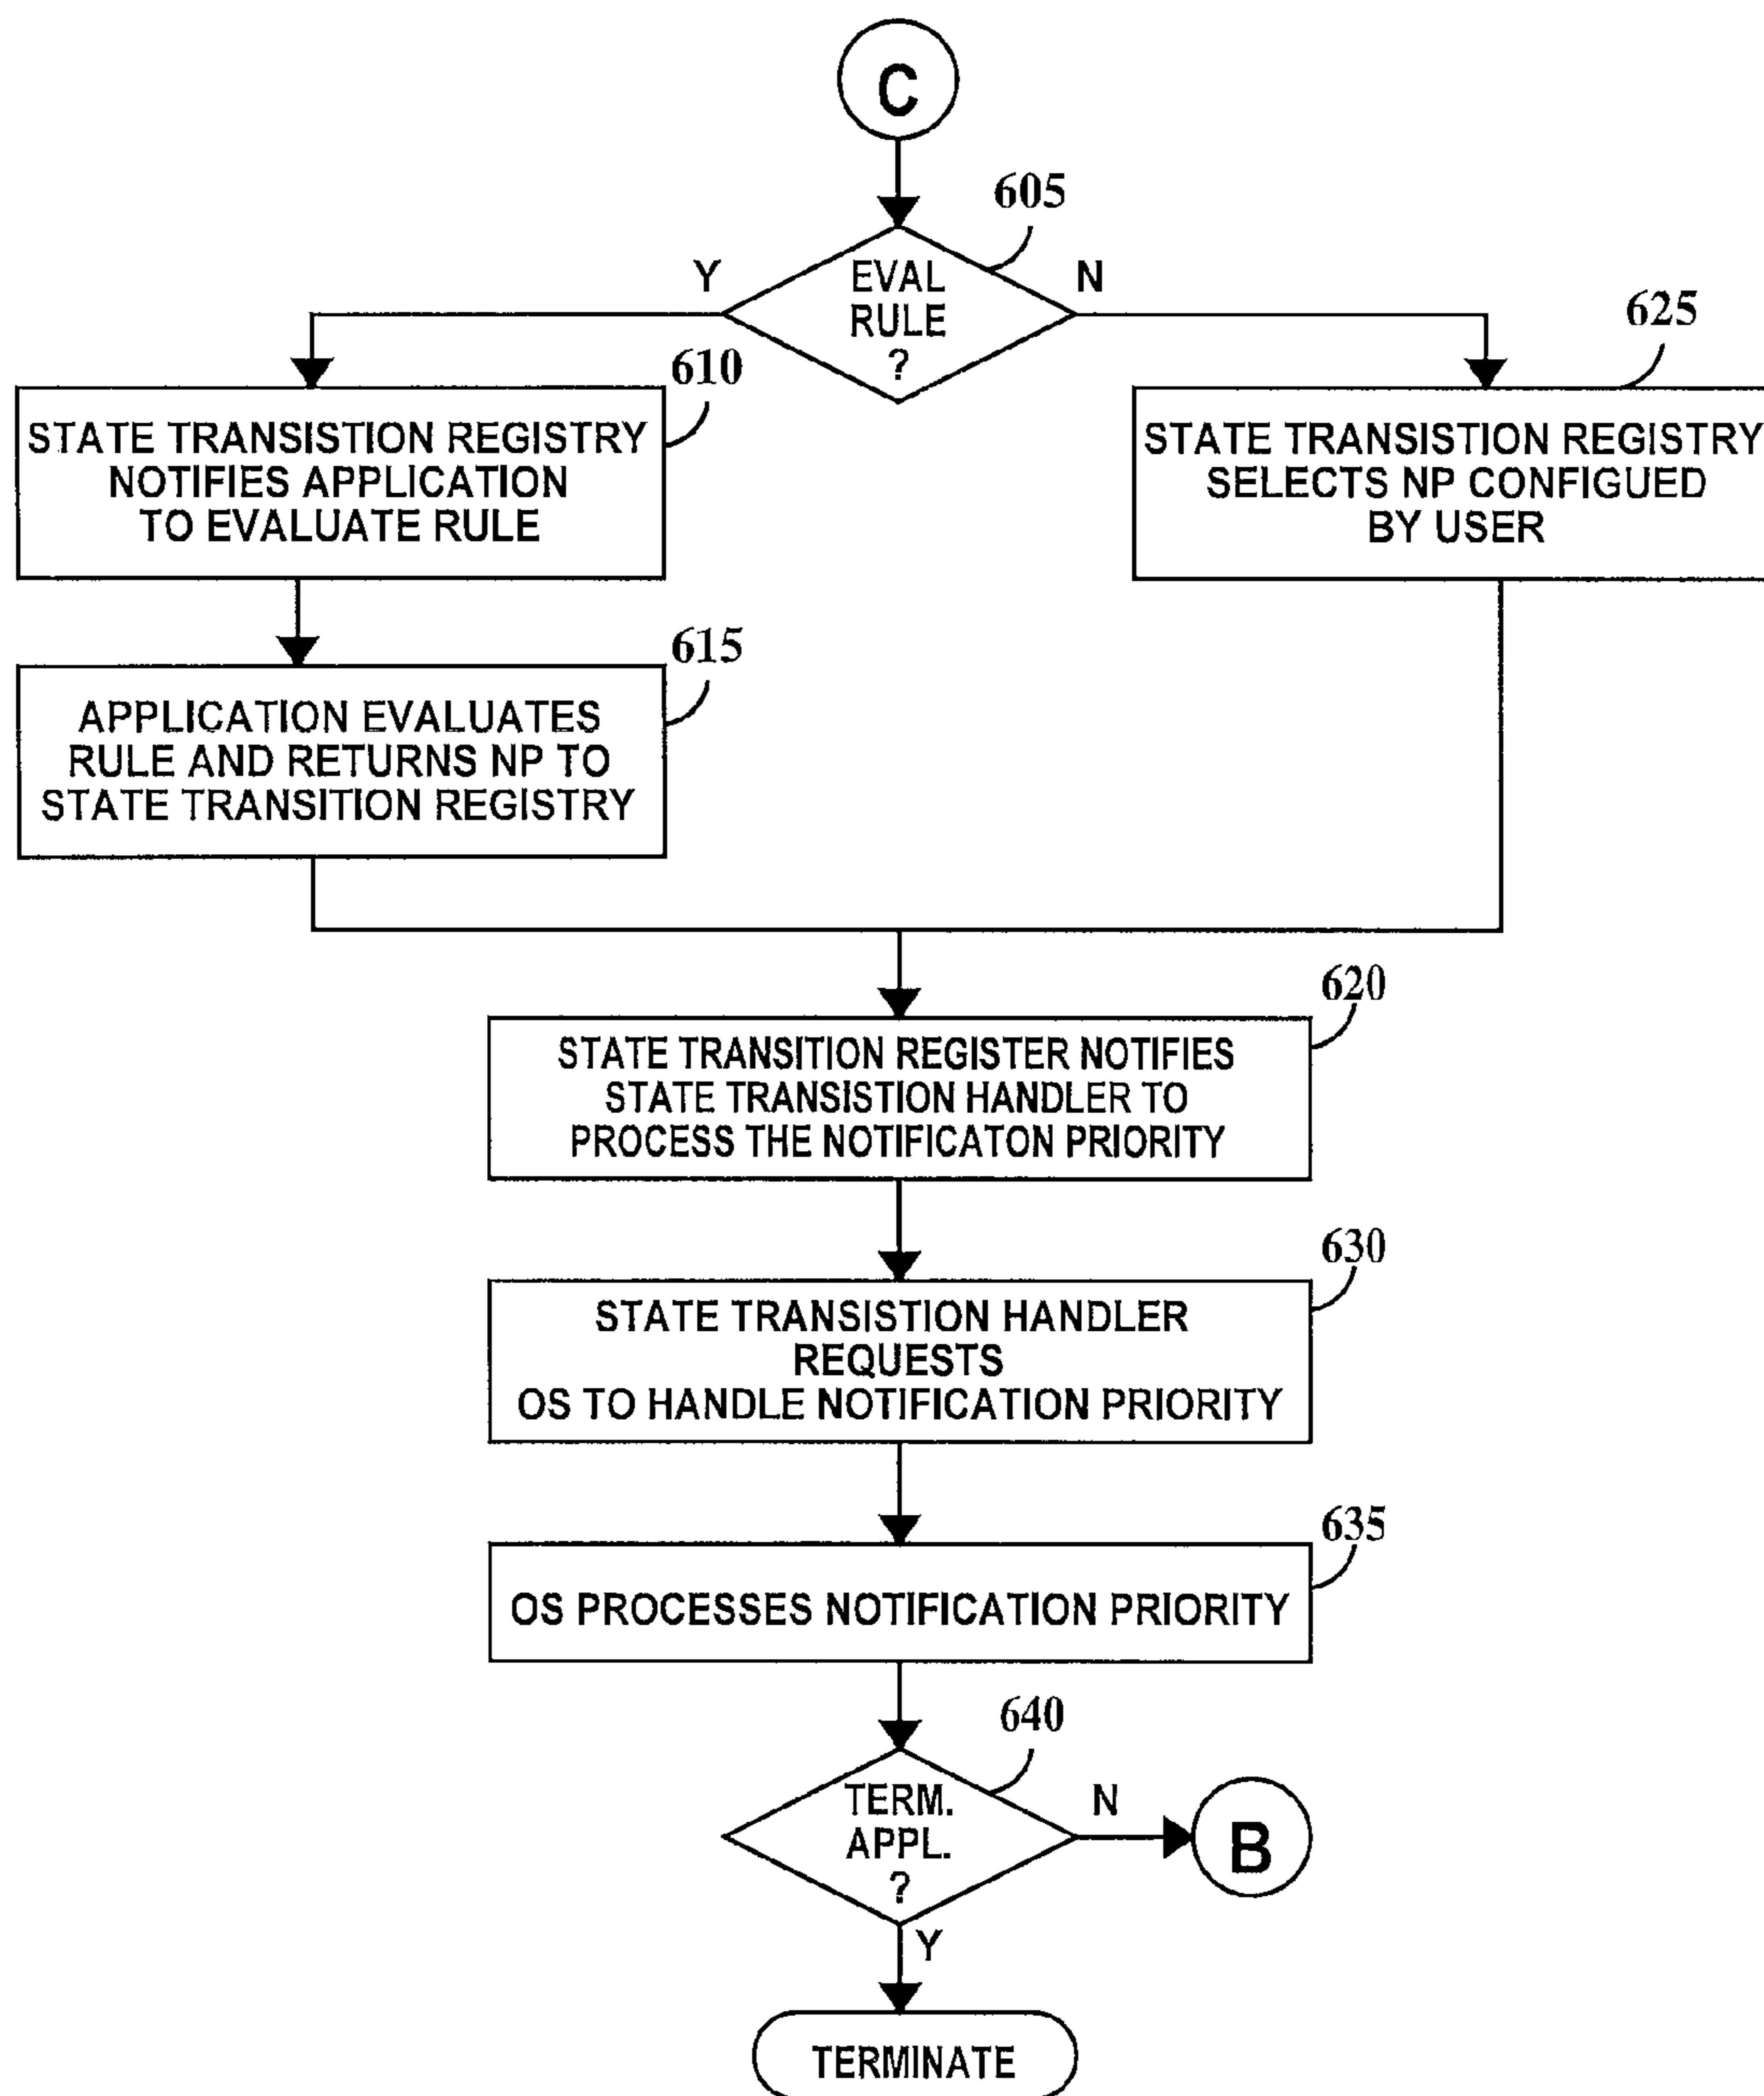 C
605
EVAL
RULE
?
Y
N
610
STATE TRANSISTION REGISTRY
NOTIFIES APPLICATION
TO EVALUATE RULE
625
STATE TRANSISTION REGISTRY
SELECTS NP CONFIGUED
BY USER
615
APPLICATION EVALUATES
RULE AND RETURNS NP TO
STATE TRANSITION REGISTRY
620
STATE TRANSITION REGISTER NOTIFIES
STATE TRANSISTION HANDLER TO
PROCESS THE NOTIFICATON PRIORITY
630
STATE TRANSISTION HANDLER
REQUESTS
OS TO HANDLE NOTIFICATION PRIORITY
635
OS PROCESSES NOTIFICATION PRIORITY
640
TERM.
APPL.
?
N
B
Y
TERMINATE